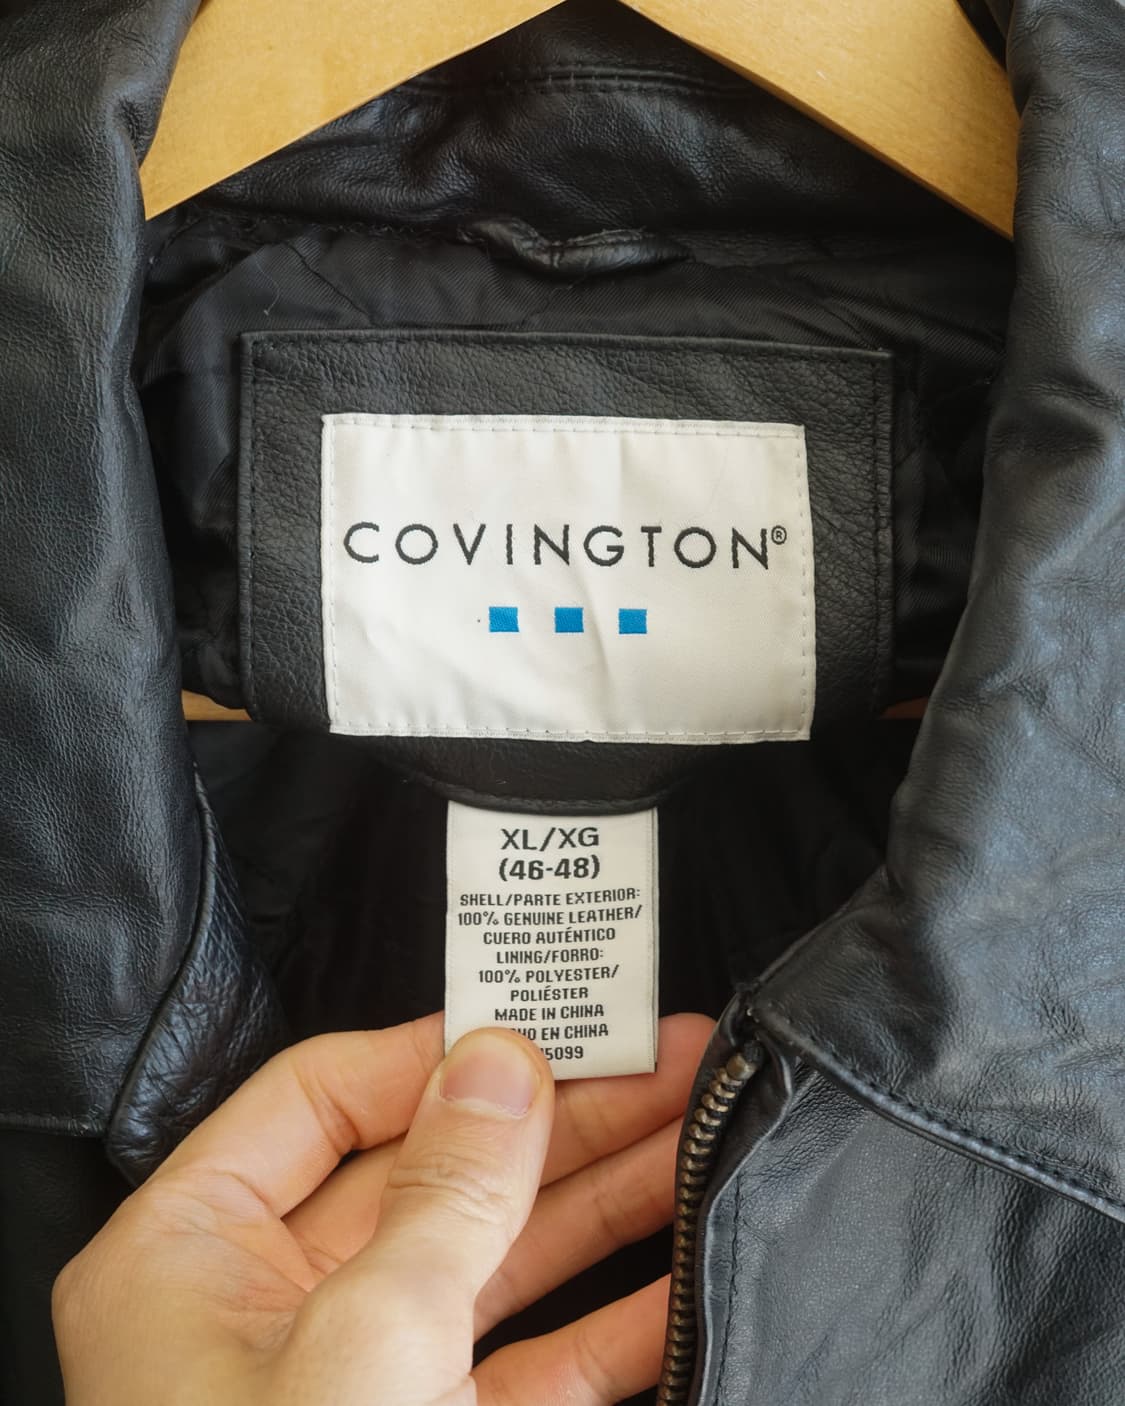 COVINGTON®
XL/XG
(46-48)
SHELL/PARTE EXTERIOR:
100% GENUINE LEATHER/
CUERO AUTÉNTICO
LINING/FORRO:
100% POLYESTER/
POLIÉSTER
MADE IN CHINA
EN CHINA